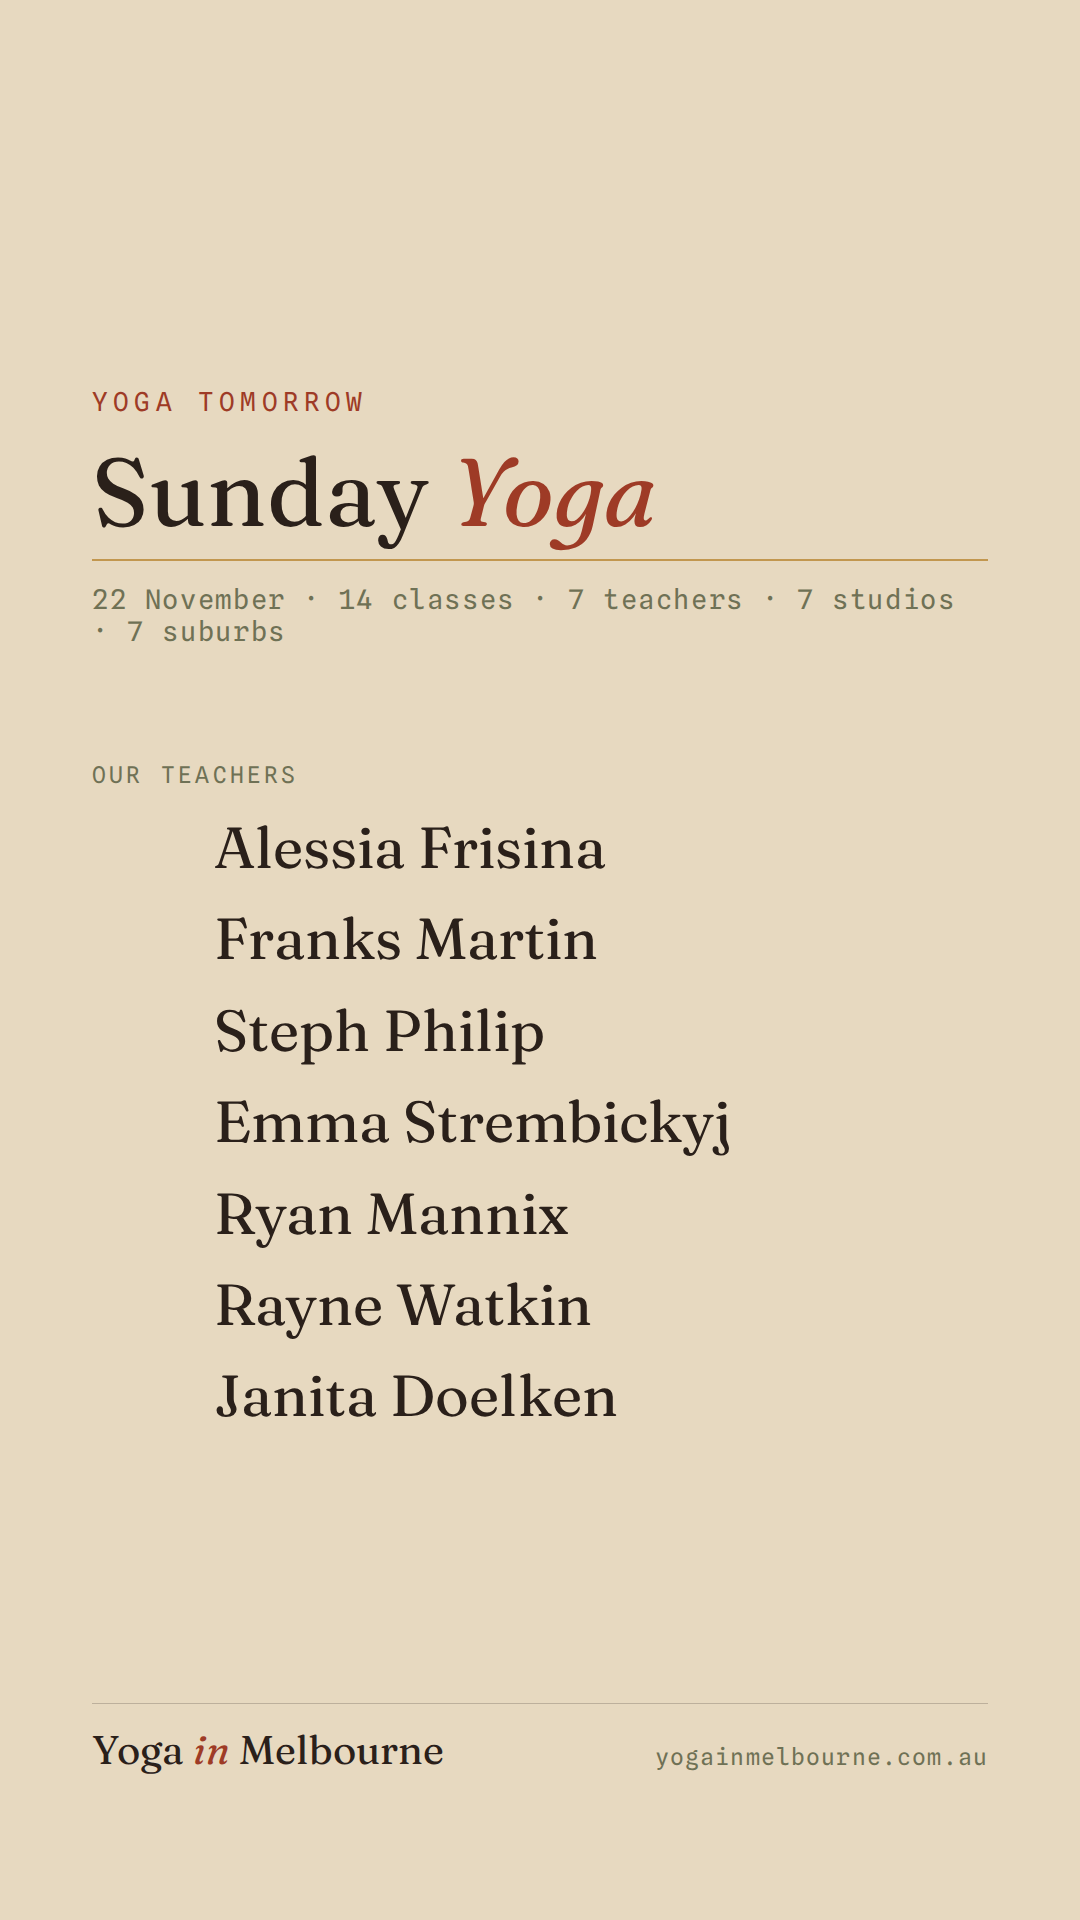 YOGA TOMORROW
Sunday Yoga
22 November · 14 classes · 7 teachers · 7 studios
· 7 suburbs
OUR TEACHERS
Alessia Frisina
Franks Martin
Steph Philip
Emma Strembickyj
Ryan Mannix
Rayne Watkin
Janita Doelken
Yoga in Melbourne
yogainmelbourne.com.au